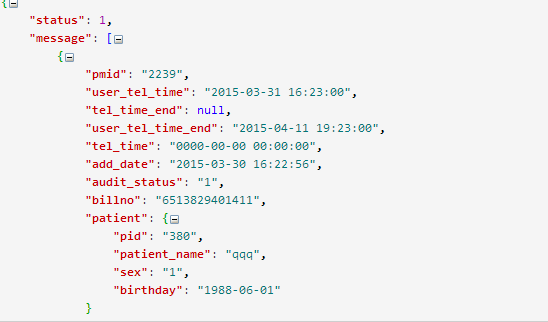 {
"status": 1,
"message": [
{
"pmid": "2239",
"user_tel_time": "2015-03-31 16:23:00",
"tel_time_end": null,
"user_tel_time_end": "2015-04-11 19:23:00",
"tel_time": "0000-00-00 00:00:00",
"add_date": "2015-03-30 16:22:56",
"audit_status": "1",
"billno": "6513829401411",
"patient": {
"pid": "380",
"patient_name": "qqq",
"sex": "1",
"birthday": "1988-06-01"
}